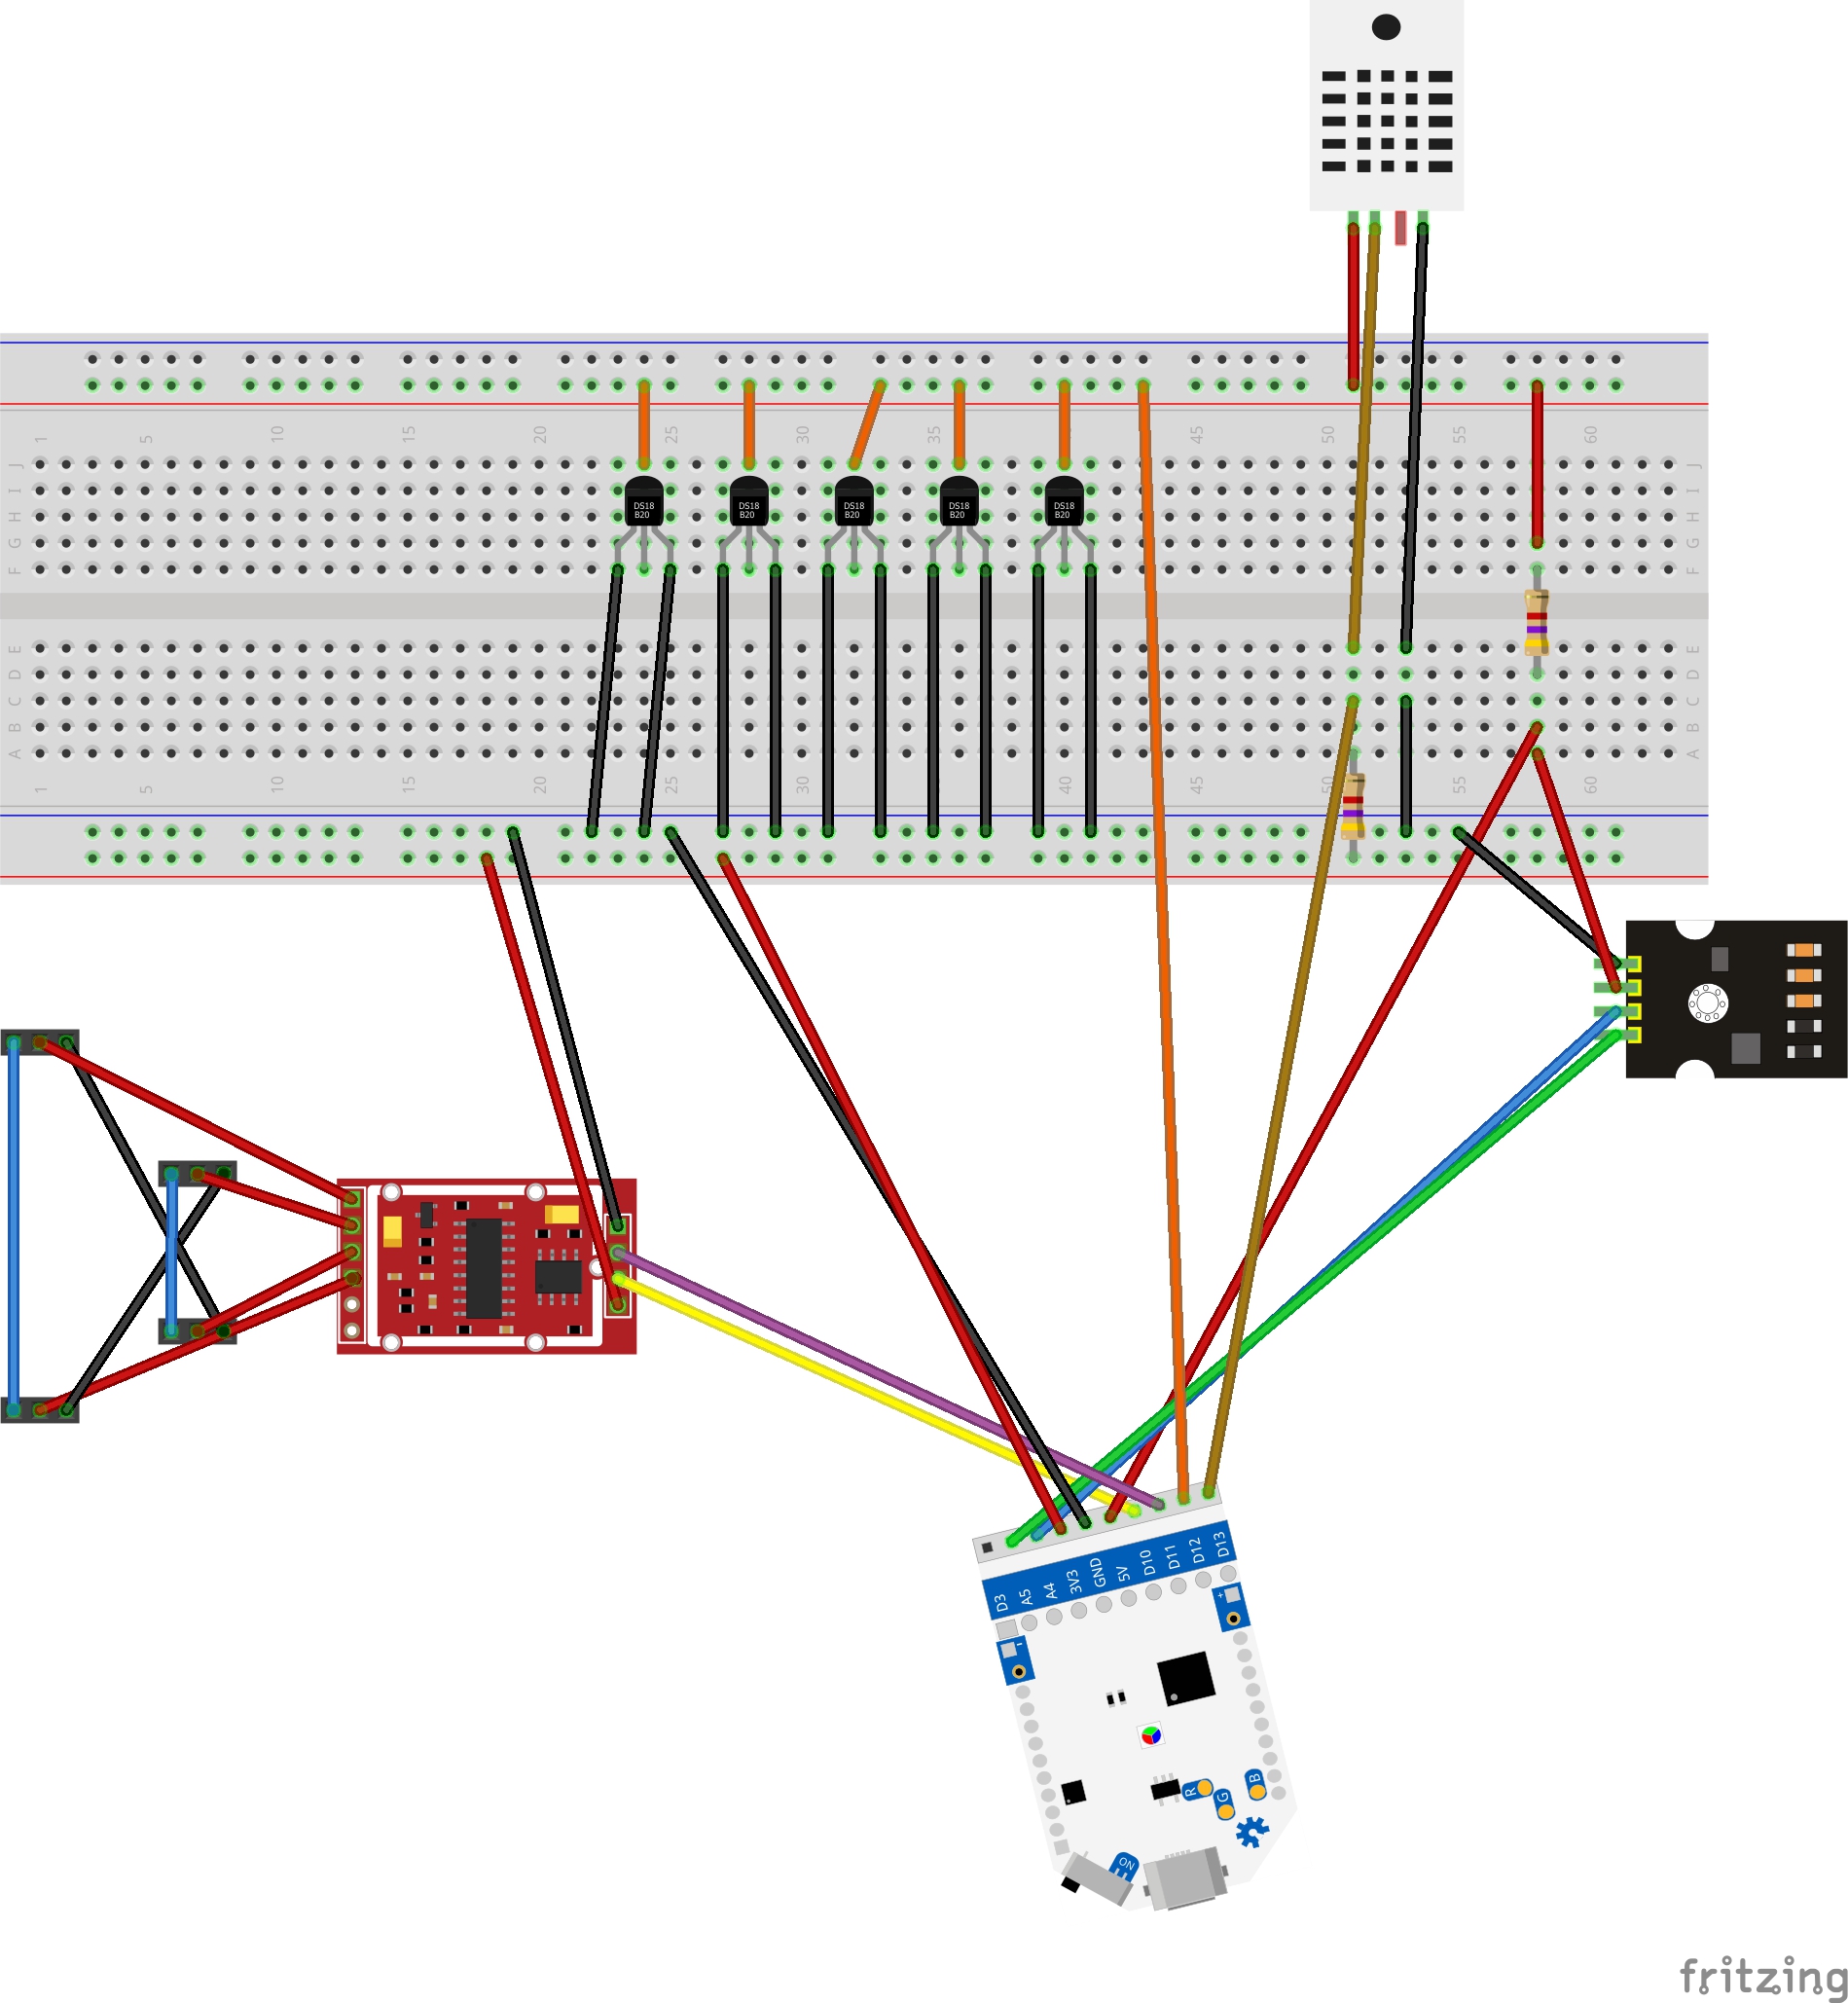 1 5 10 15 20 25 30 35 45 50 55 60
J J
I I
H H
G G
F F
DS18 B20
DS18 B20
DS18 B20
DS18 B20
DS18 B20
E E
D D
C C
B B
A A
1 5 10 15 20 25 30 35 40 45 50 55 60
D3 A5 A4 3V3 GND 5V D10 D11 D12 D13
-
+
R
G
B
ON
fritzing